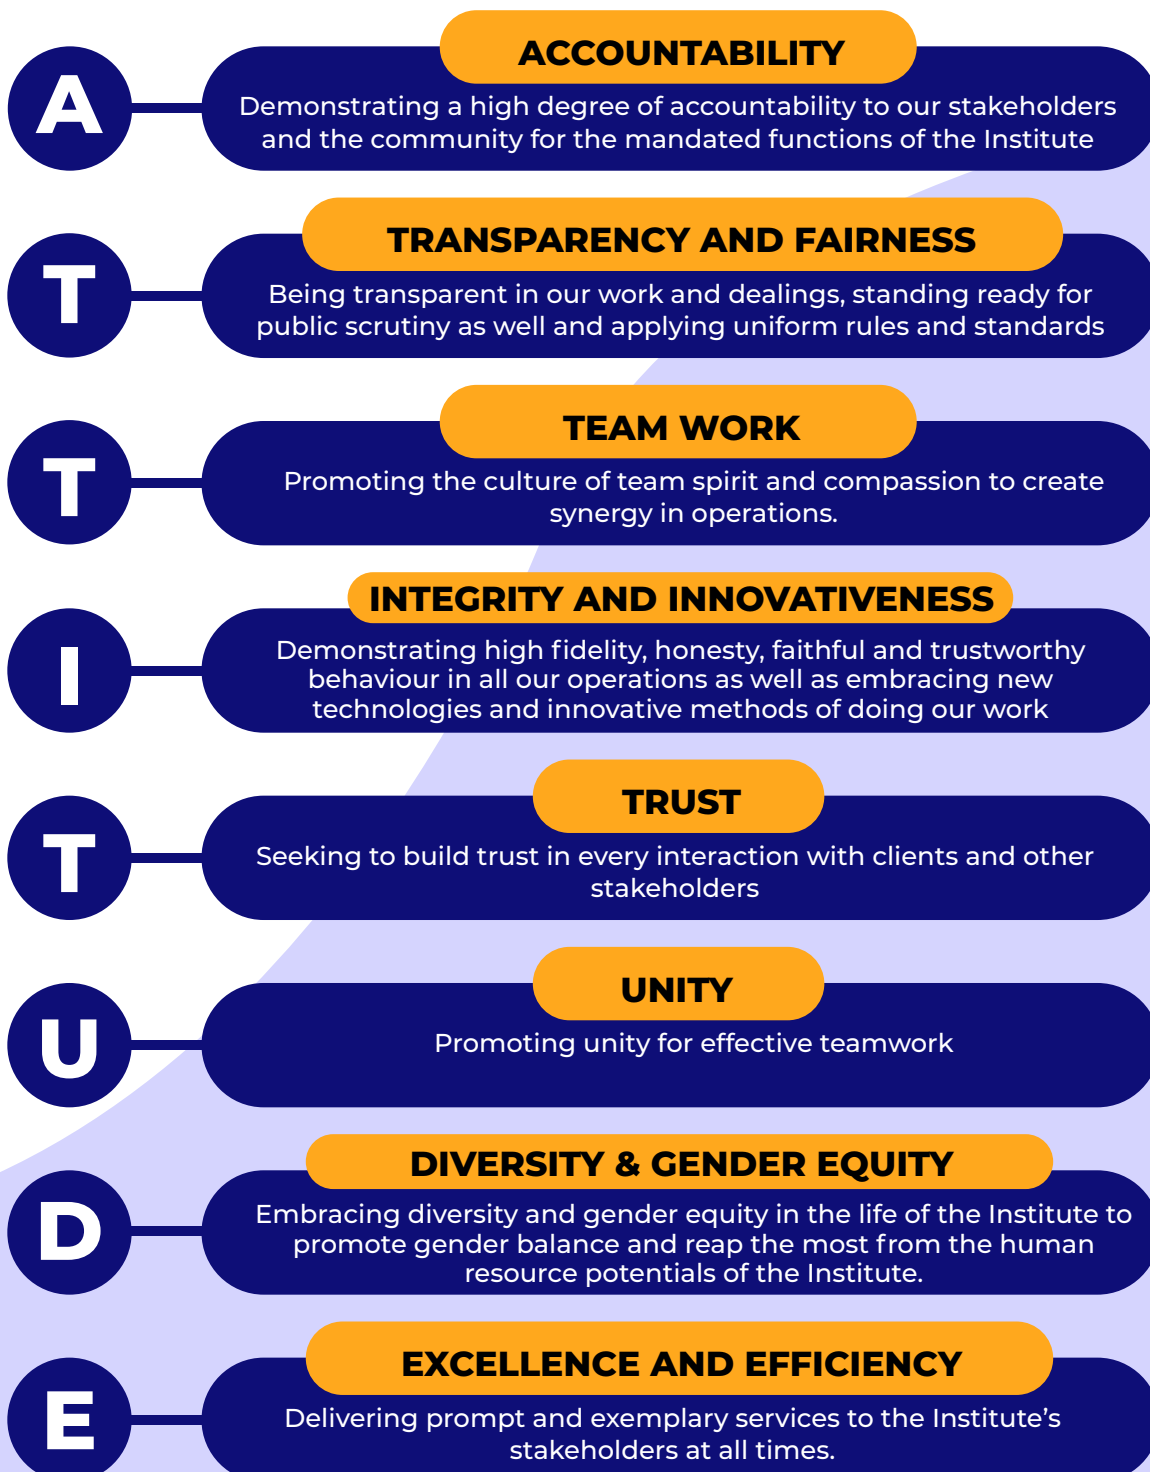 A
ACCOUNTABILITY
Demonstrating a high degree of accountability to our stakeholders
and the community for the mandated functions of the Institute
T
TRANSPARENCY AND FAIRNESS
Being transparent in our work and dealings, standing ready for
public scrutiny as well and applying uniform rules and standards
T
TEAM WORK
Promoting the culture of team spirit and compassion to create
synergy in operations.
I
INTEGRITY AND INNOVATIVENESS
Demonstrating high fidelity, honesty, faithful and trustworthy
behaviour in all our operations as well as embracing new
technologies and innovative methods of doing our work
T
TRUST
Seeking to build trust in every interaction with clients and other
stakeholders
U
UNITY
Promoting unity for effective teamwork
D
DIVERSITY & GENDER EQUITY
Embracing diversity and gender equity in the life of the Institute to
promote gender balance and reap the most from the human
resource potentials of the Institute.
E
EXCELLENCE AND EFFICIENCY
Delivering prompt and exemplary services to the Institute’s
stakeholders at all times.